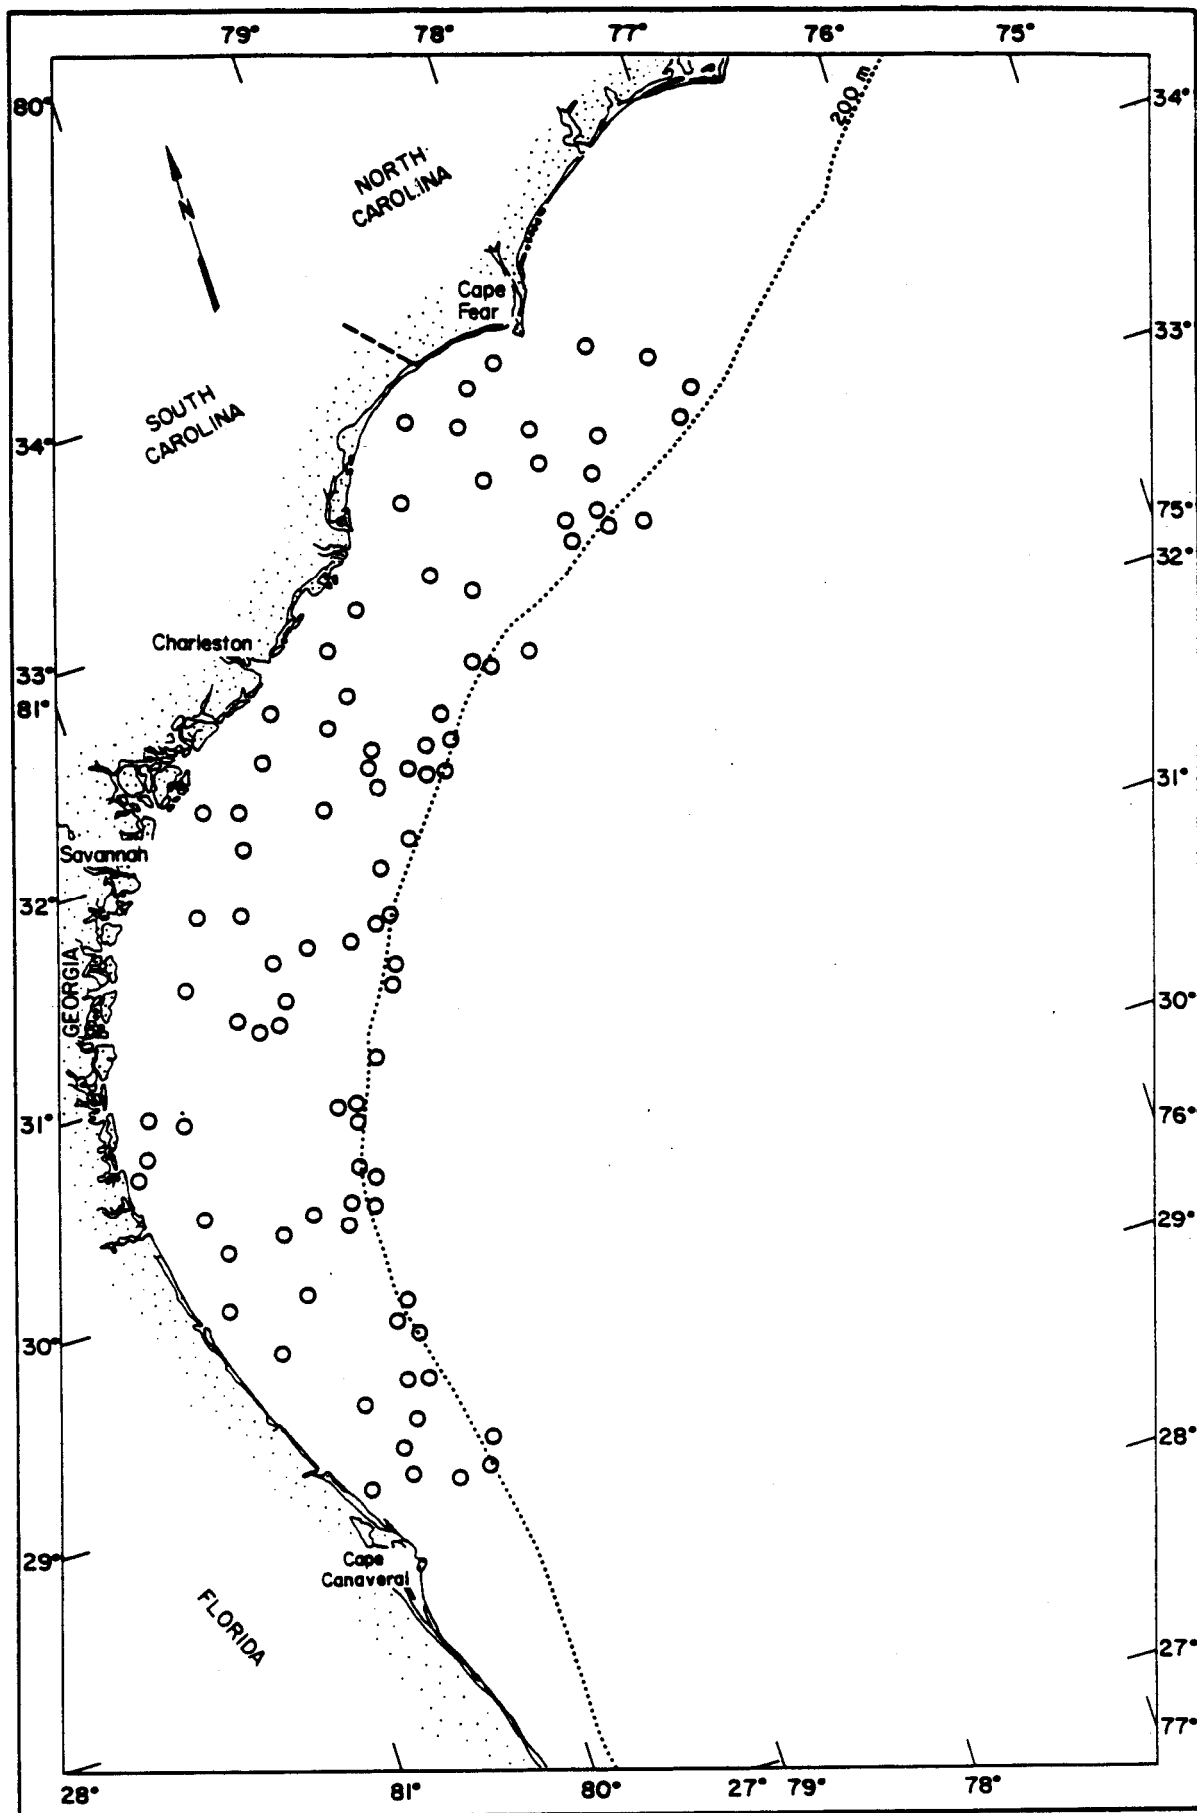 79° 78° 77° 76° 75°
80°
200 m
34°
N
NORTH
CAROLINA
Cape
Fear
33°
SOUTH
CAROLINA
34°
75°
32°
Charleston
33°
81°
31°
Savannah
32°
GEORGIA
30°
31°
76°
29°
30°
28°
29°
Cape
Canaveral
FLORIDA
27°
77°
28° 81° 80° 27° 79° 78°